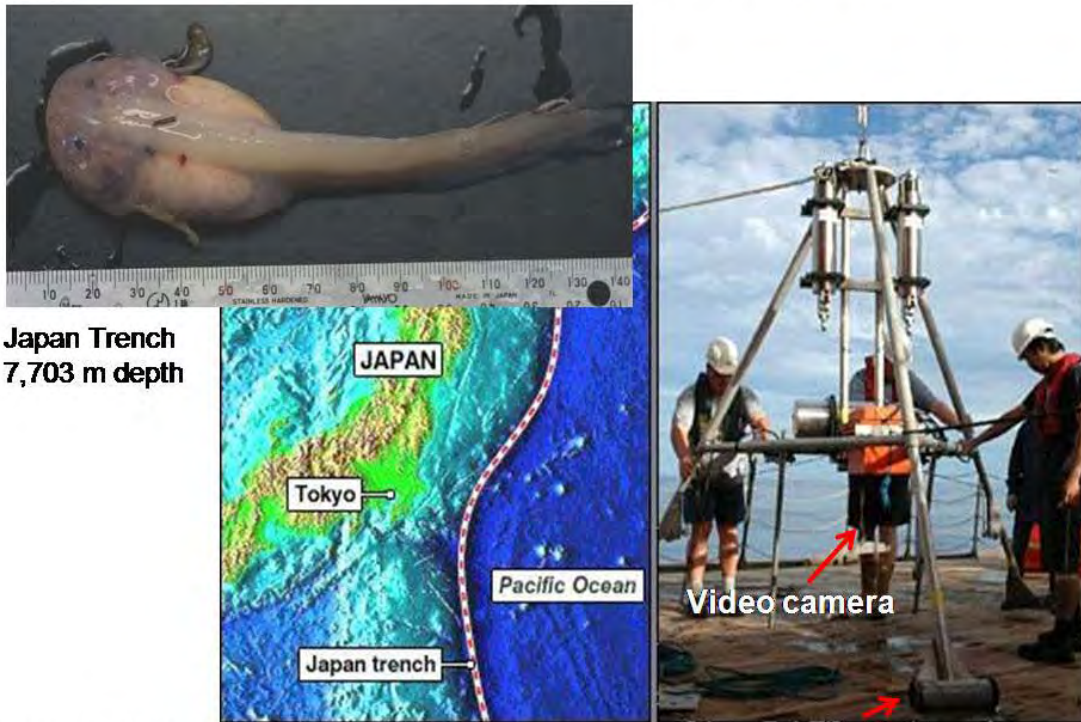 10 20 30 40 50 60 70 80 90 100 110 120 130 140
STAINLESS HARDENED
MADE IN JAPAN
Japan Trench
7,703 m depth
JAPAN
Tokyo
Pacific Ocean
Japan trench
Video camera